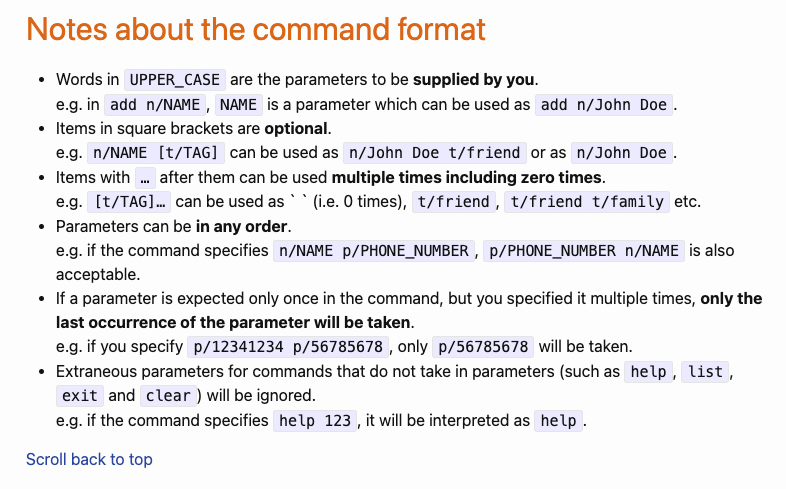 Notes about the command format
• Words in UPPER_CASE are the parameters to be supplied by you.
e.g. in add n/NAME, NAME is a parameter which can be used as add n/John Doe.
• Items in square brackets are optional.
e.g. n/NAME [t/TAG] can be used as n/John Doe t/friend or as n/John Doe.
• Items with … after them can be used multiple times including zero times.
e.g. [t/TAG]… can be used as ` ` (i.e. 0 times), t/friend, t/friend t/family etc.
• Parameters can be in any order.
e.g. if the command specifies n/NAME p/PHONE_NUMBER, p/PHONE_NUMBER n/NAME is also
acceptable.
• If a parameter is expected only once in the command, but you specified it multiple times, only the
last occurrence of the parameter will be taken.
e.g. if you specify p/12341234 p/56785678, only p/56785678 will be taken.
• Extraneous parameters for commands that do not take in parameters (such as help, list,
exit and clear) will be ignored.
e.g. if the command specifies help 123, it will be interpreted as help.
Scroll back to top